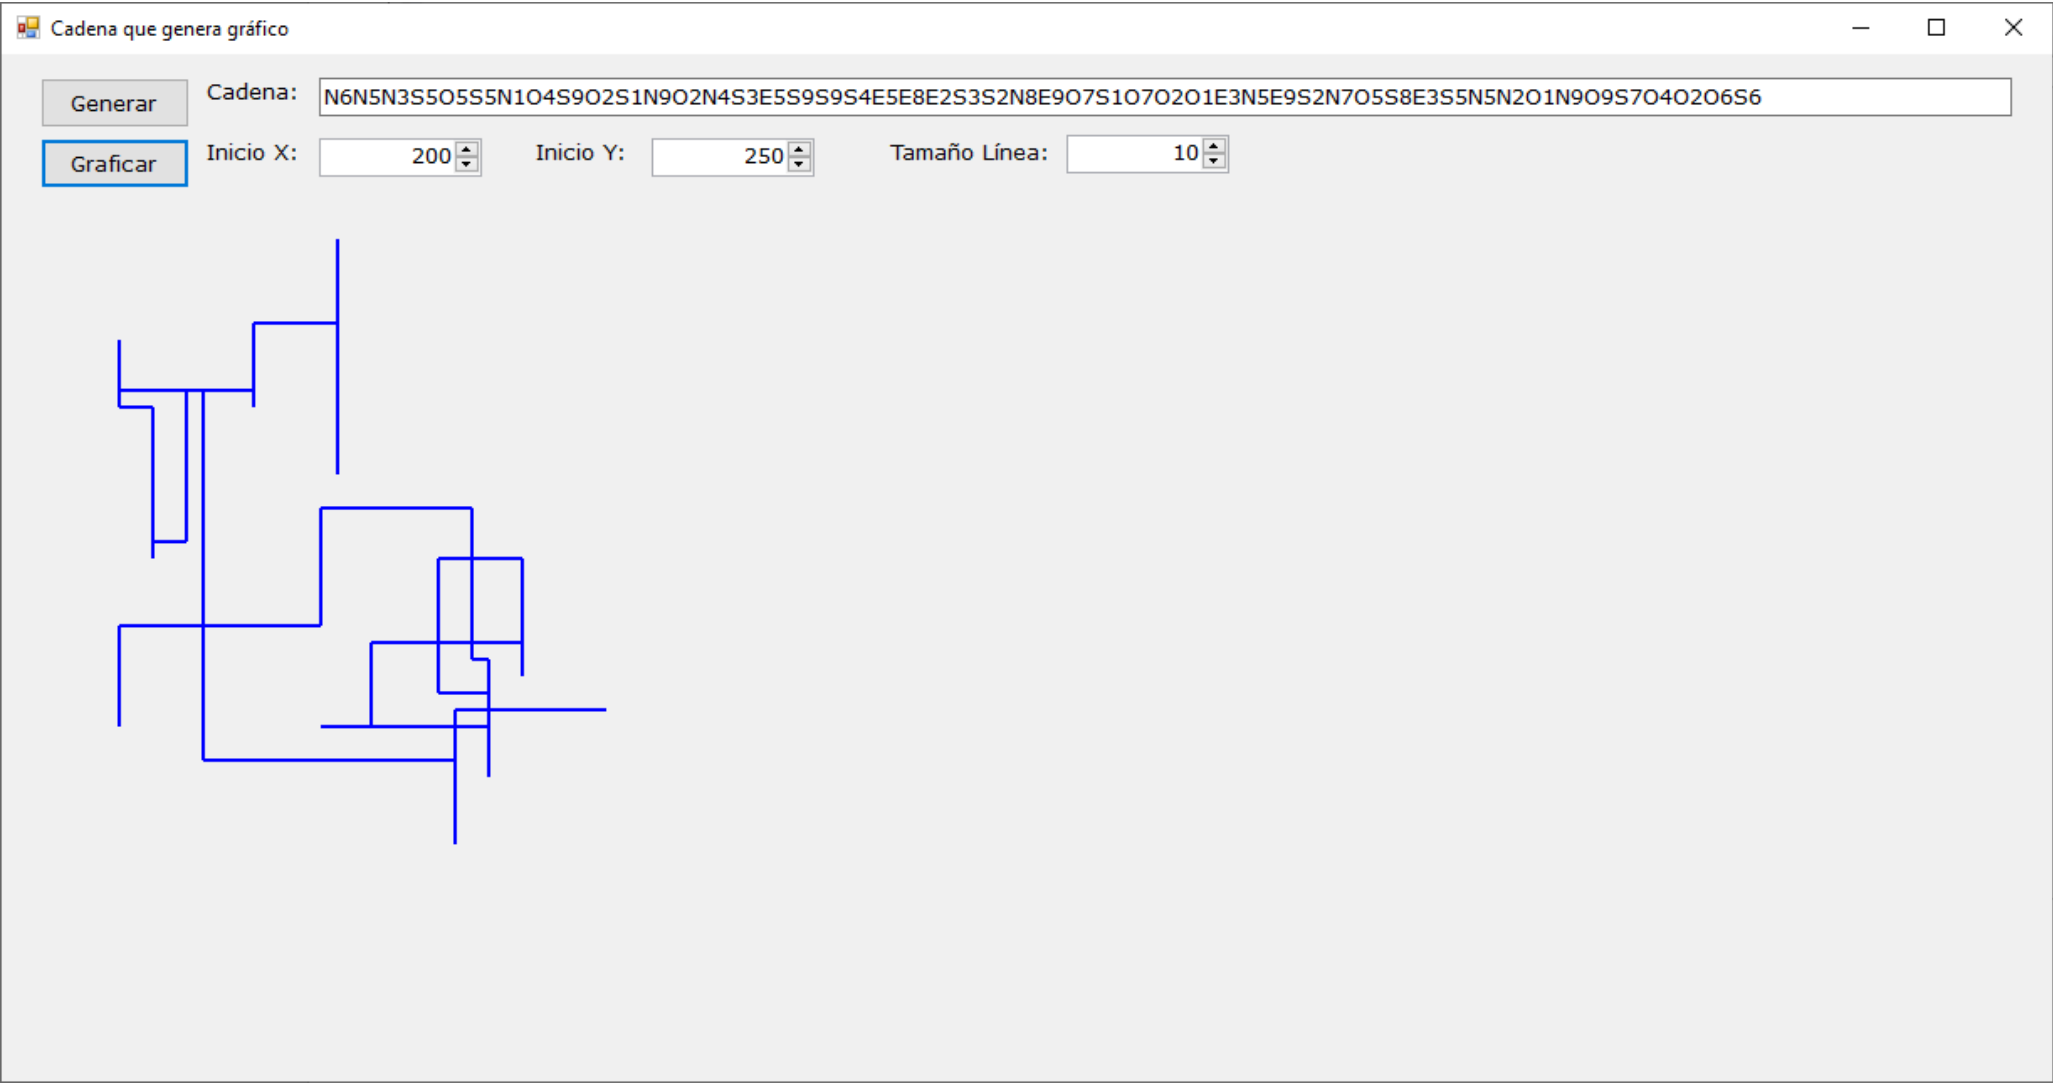 Cadena que genera gráfico
Generar Cadena: N6N5N3S5O5S5N1O4S9O2S1N9O2N4S3E5S9S9S4E5E8E2S3S2N8E9O7S1O7O2O1E3N5E9S2N7O5S8E3S5N5N2O1N9O9S7O4O2O6S6
Graficar Inicio X: 200 Inicio Y: 250 Tamaño Línea: 10